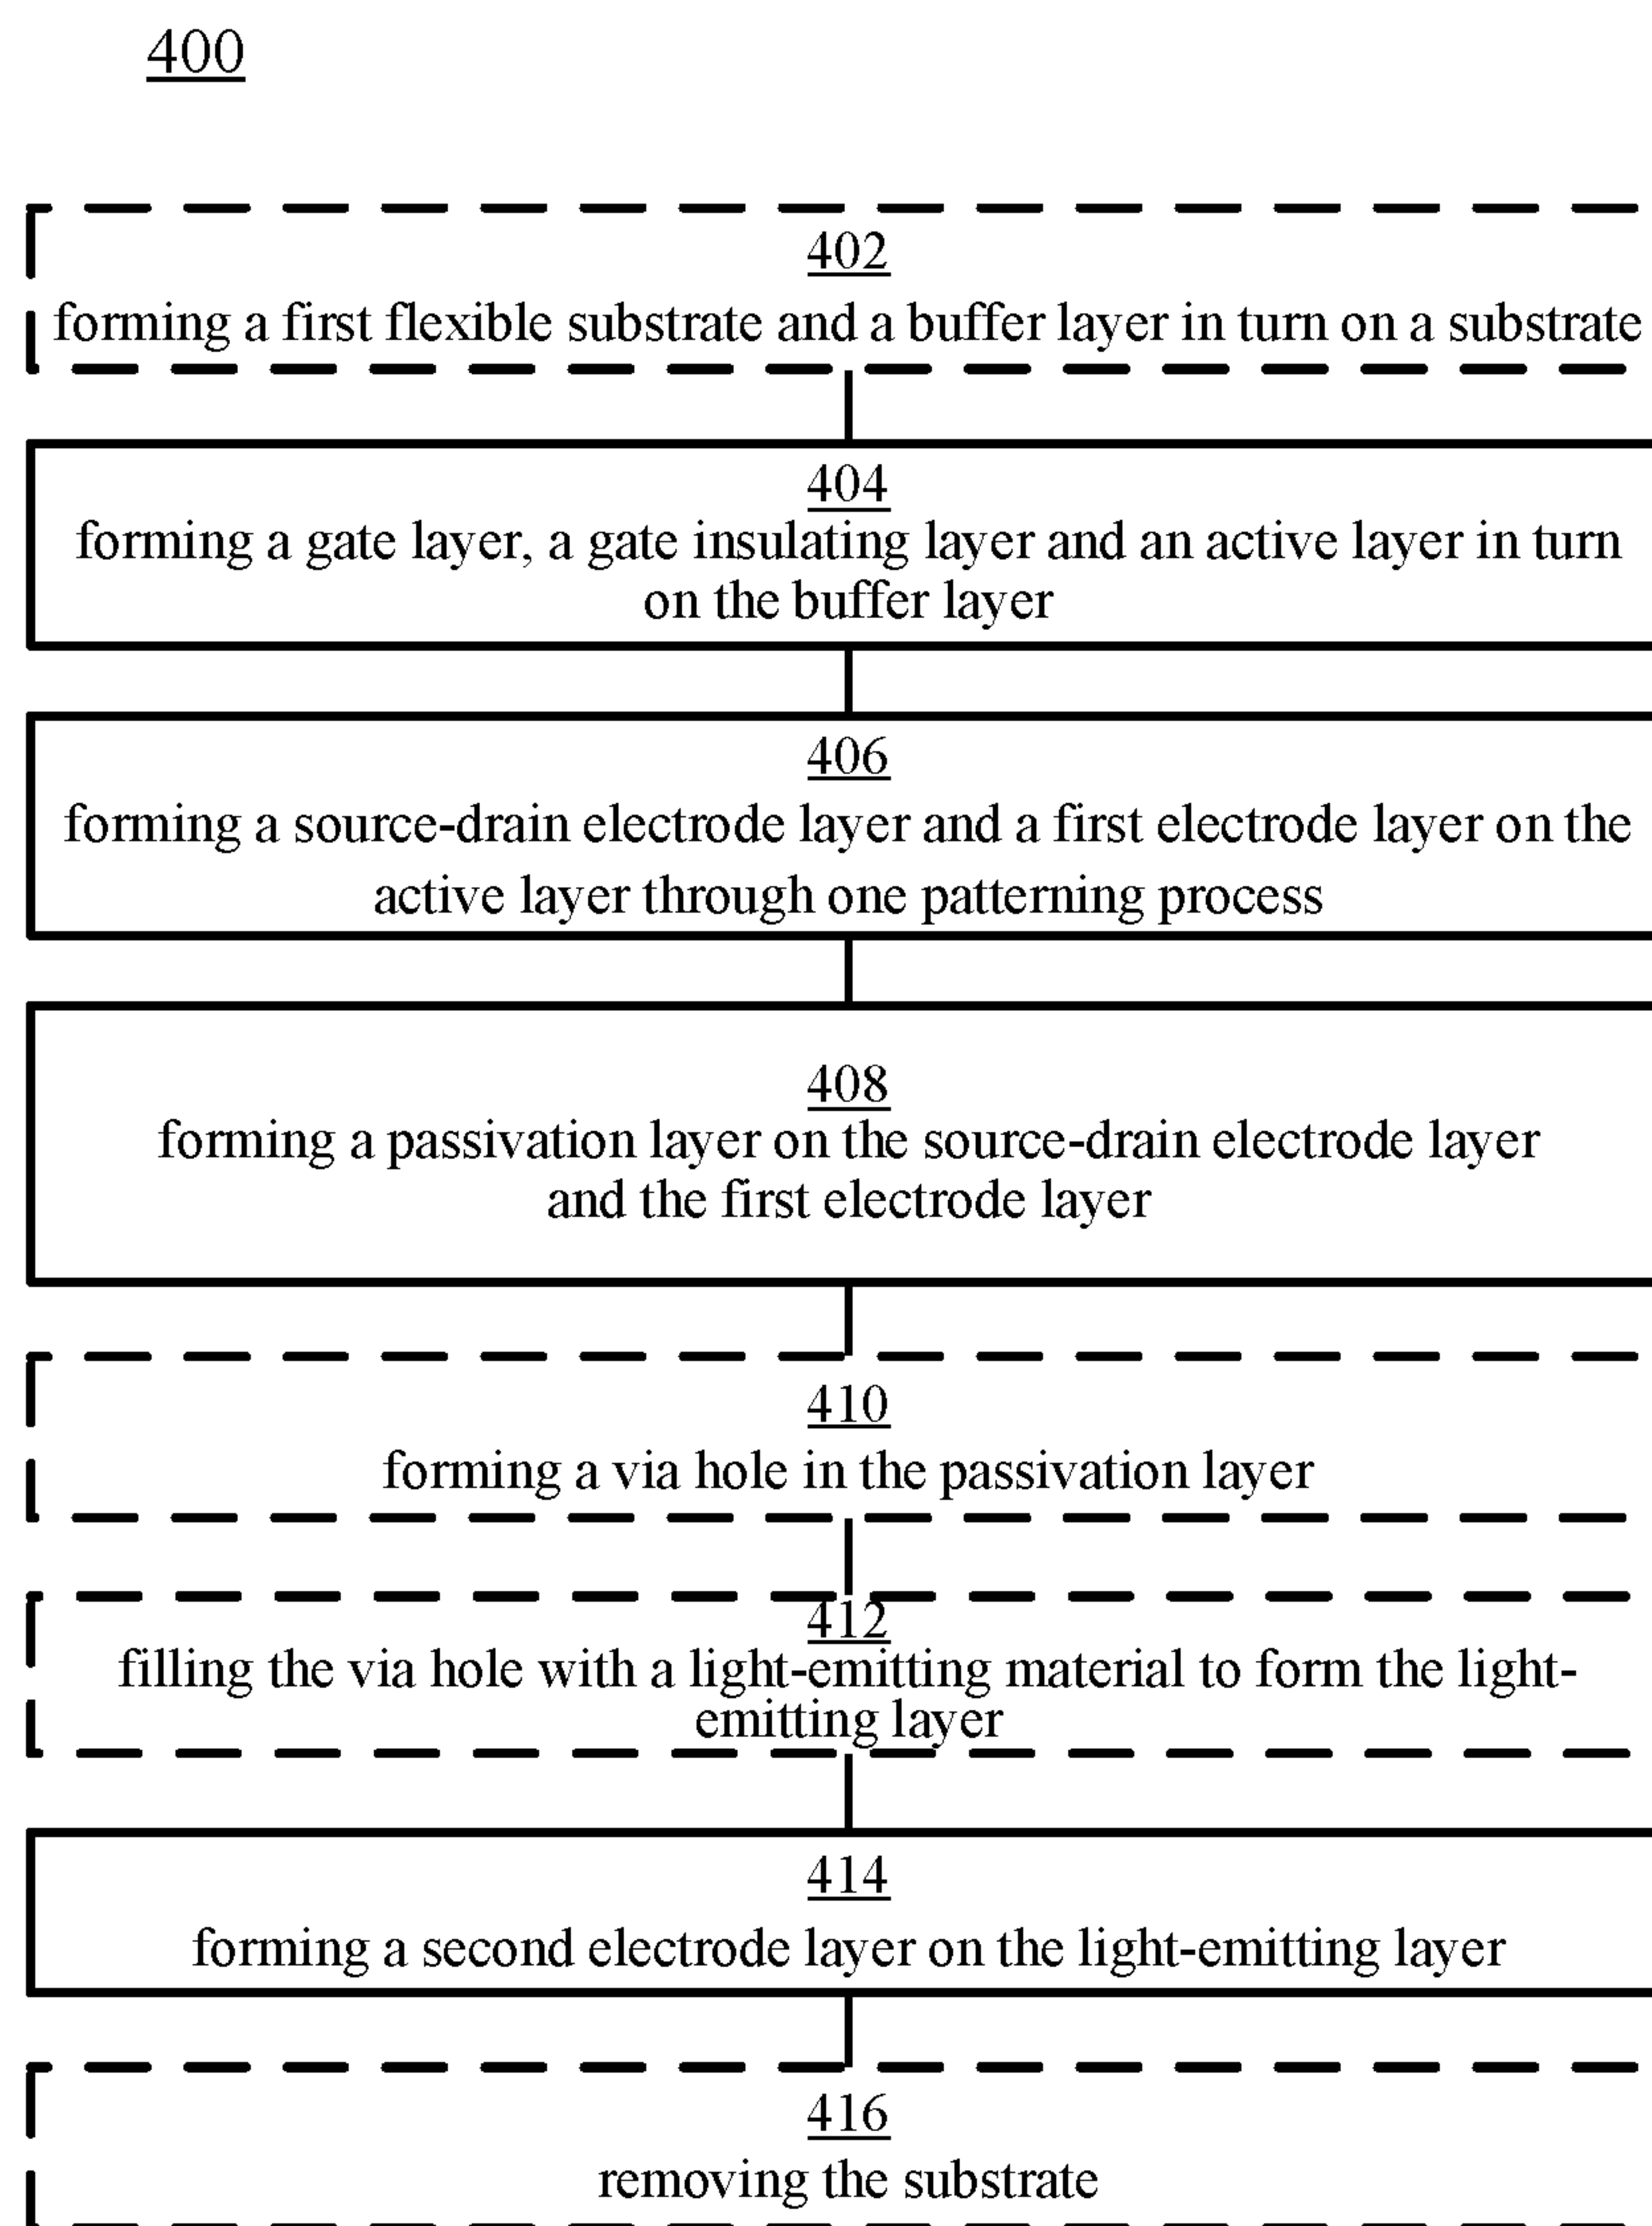 400
402
forming a first flexible substrate and a buffer layer in turn on a substrate
404
forming a gate layer, a gate insulating layer and an active layer in turn
on the buffer layer
406
forming a source-drain electrode layer and a first electrode layer on the
active layer through one patterning process
408
forming a passivation layer on the source-drain electrode layer
and the first electrode layer
410
forming a via hole in the passivation layer
412
filling the via hole with a light-emitting material to form the light-
emitting layer
414
forming a second electrode layer on the light-emitting layer
416
removing the substrate